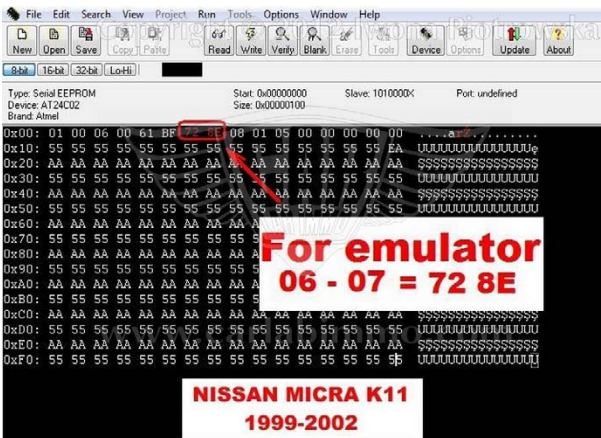 File Edit Search View Project Run Tools Options Window Help
New Open Save Copy Paste Read Write Verify Blank Erase Tools Device Options Update About
8-bit 16-bit 32-bit Lo-Hi
Type: Serial EEPROM Start: 0x00000000 Slave: 1010000X Port: undefined
Device: AT24C02 Size: 0x00000100
Brand: Atmel
0x00: 01 00 06 00 61 BF 72 8E 08 01 05 00 00 00 00 00
0x10: 55 55 55 55 55 55 55 55 55 55 55 55 55 55 55 EA
0x20: AA AA AA AA AA AA AA AA AA AA AA AA AA AA AA AA
0x30: 55 55 55 55 55 55 55 55 55 55 55 55 55 55 55 55
0x40: AA AA AA AA AA AA AA AA AA AA AA AA AA AA AA
0x50: 55 55 55 55 55 55 55 55 55 55 55 55 55 55 55 55
0x60: AA AA AA AA AA AA AA AA AA
0x70: 55 55 55 55 55 55 55 55 55
0x80: AA AA AA AA AA AA AA AA AA
0x90: 55 55 55 55 55 55 55 55 55
0xA0: AA AA AA AA AA AA AA AA AA
0xB0: 55 55 55 55 55 55 55 55 55
0xC0: AA AA AA AA AA AA AA AA AA
0xD0: 55 55 55 55 55 55 55 55 55 55 55 55 55 55 55 55
0xE0: AA AA AA AA AA AA AA AA AA AA AA AA AA AA AA AA
0xF0: 55 55 55 55 55 55 55 55 55 55 55 55 55 55 55 55
For emulator
06 - 07 = 72 8E
NISSAN MICRA K11
1999-2002